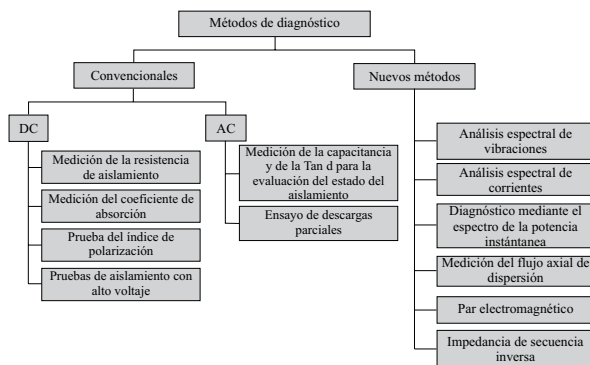 Métodos de diagnóstico
Convencionales
Nuevos métodos
DC
AC
Medición de la resistencia
de aislamiento
Medición del coeficiente de
absorción
Prueba del índice de
polarización
Pruebas de aislamiento con
alto voltaje
Medición de la capacitancia
y de la Tan d para la
evaluación del estado del
aislamiento
Ensayo de descargas
parciales
Análisis espectral de
vibraciones
Análisis espectral de
corrientes
Diagnóstico mediante el
espectro de la potencia
instántanea
Medición del flujo axial de
dispersión
Par electromagnético
Impedancia de secuencia
inversa